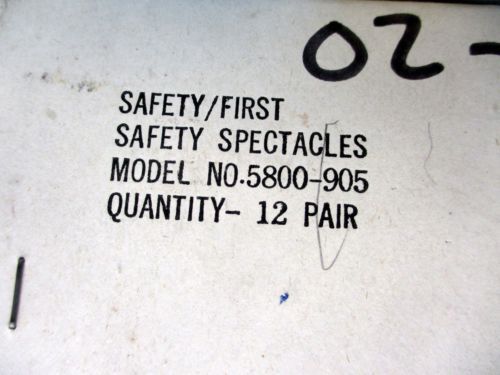 02-
SAFETY/FIRST
SAFETY SPECTACLES
MODEL NO.5800-905
QUANTITY- 12 PAIR